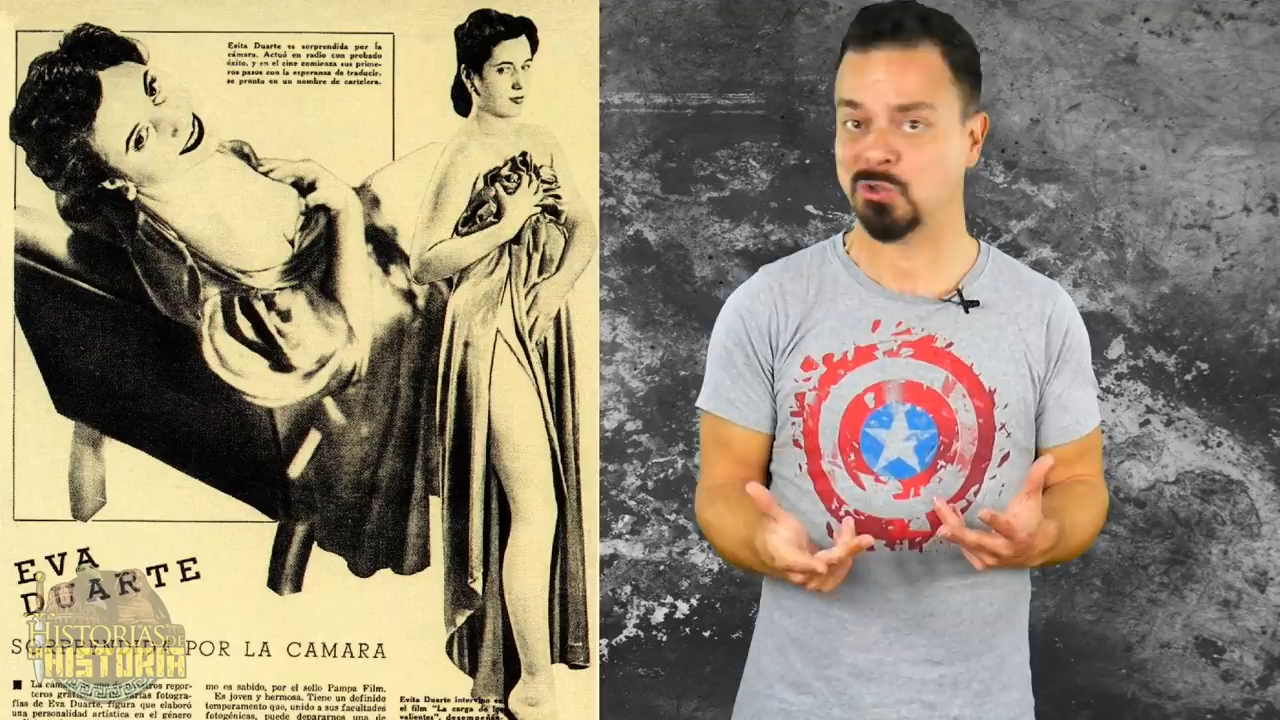 Evita Duarte es sorprendida por la
cámara. Actuó en radio con probado
éxito, y en el cine comienza sus prime-
ros pasos con la esperanza de traducir-
se pronto en un nombre de cartelera.
EVA
DUARTE
SORPRENDIDA POR LA CAMARA
HISTORIAS DE
HISTORIA
La
teros
fías de Eva Duarte, figura que elaboró
una personalidad artística en el género
mo es sabido, por el sello Pampa Film.
Es joven y hermosa. Tiene un definido
temperamento que, unido a sus facultades
fotogénicas, puede depararnos una de
Evita Duarte intervino en
el film "La carga de los
valientes", desempeñan-